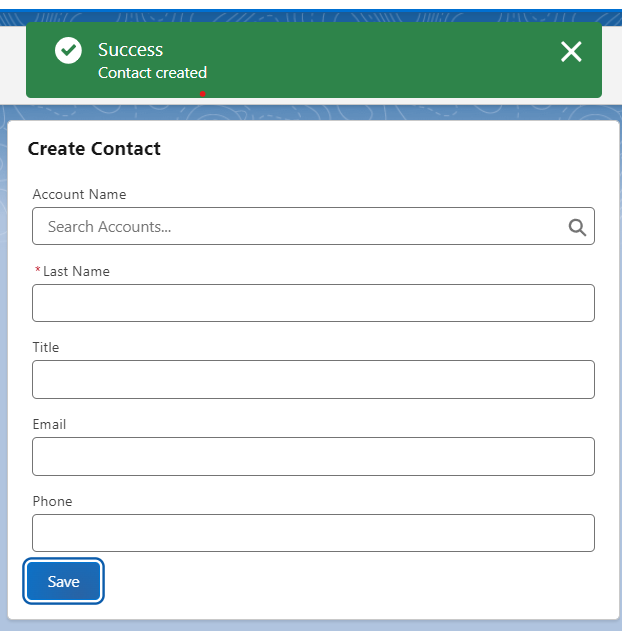 Success
Contact created
Create Contact
Account Name
Search Accounts...
*Last Name
Title
Email
Phone
Save